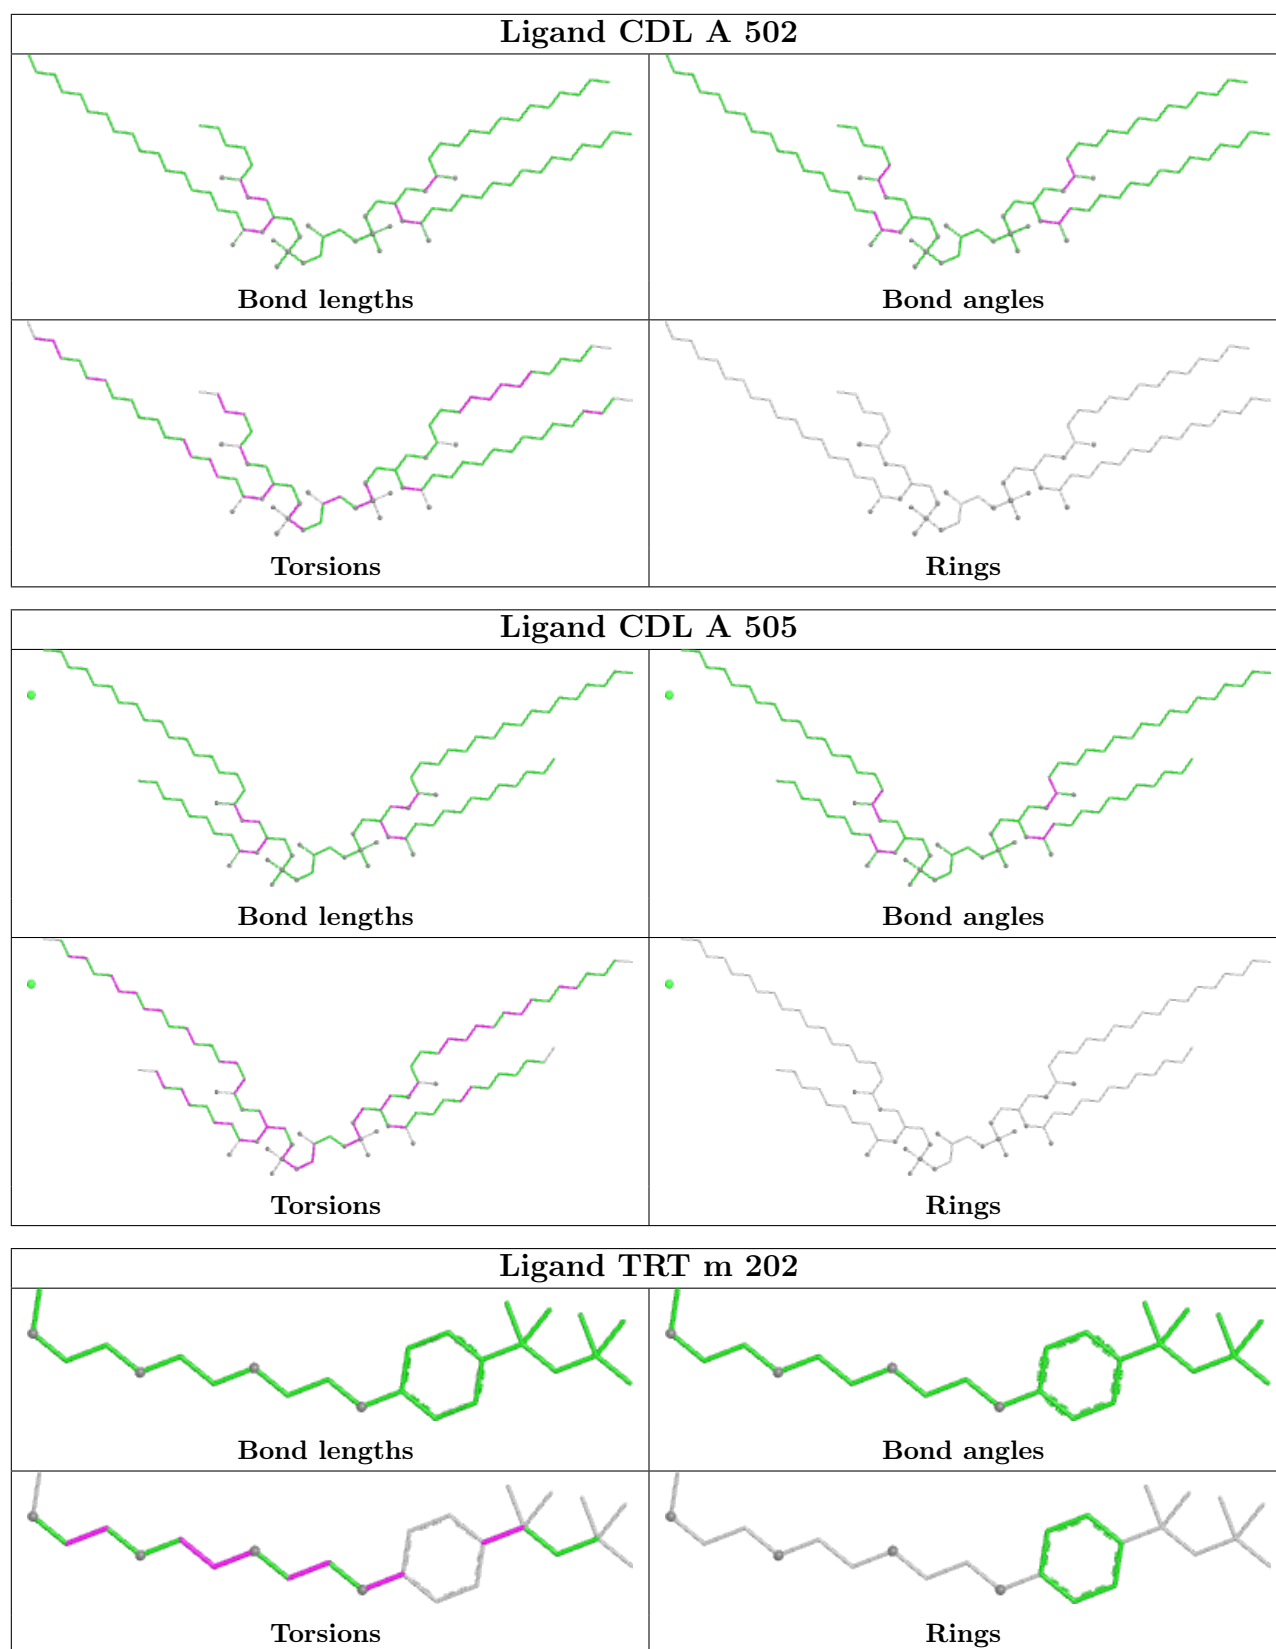 Ligand CDL A 502
Bond lengths
Bond angles
Torsions
Rings
Ligand CDL A 505
Bond lengths
Bond angles
Torsions
Rings
Ligand TRT m 202
Bond lengths
Bond angles
Torsions
Rings